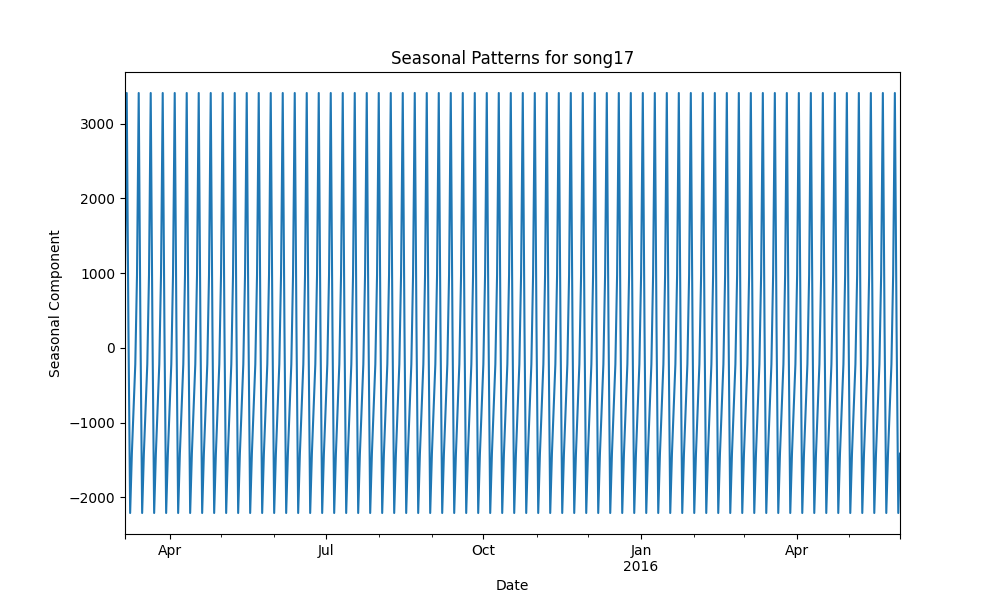 Seasonal Patterns for song17
3000
2000
1000
0
−1000
−2000
Seasonal Component
Apr
Jul
Oct
Jan
2016
Apr
Date